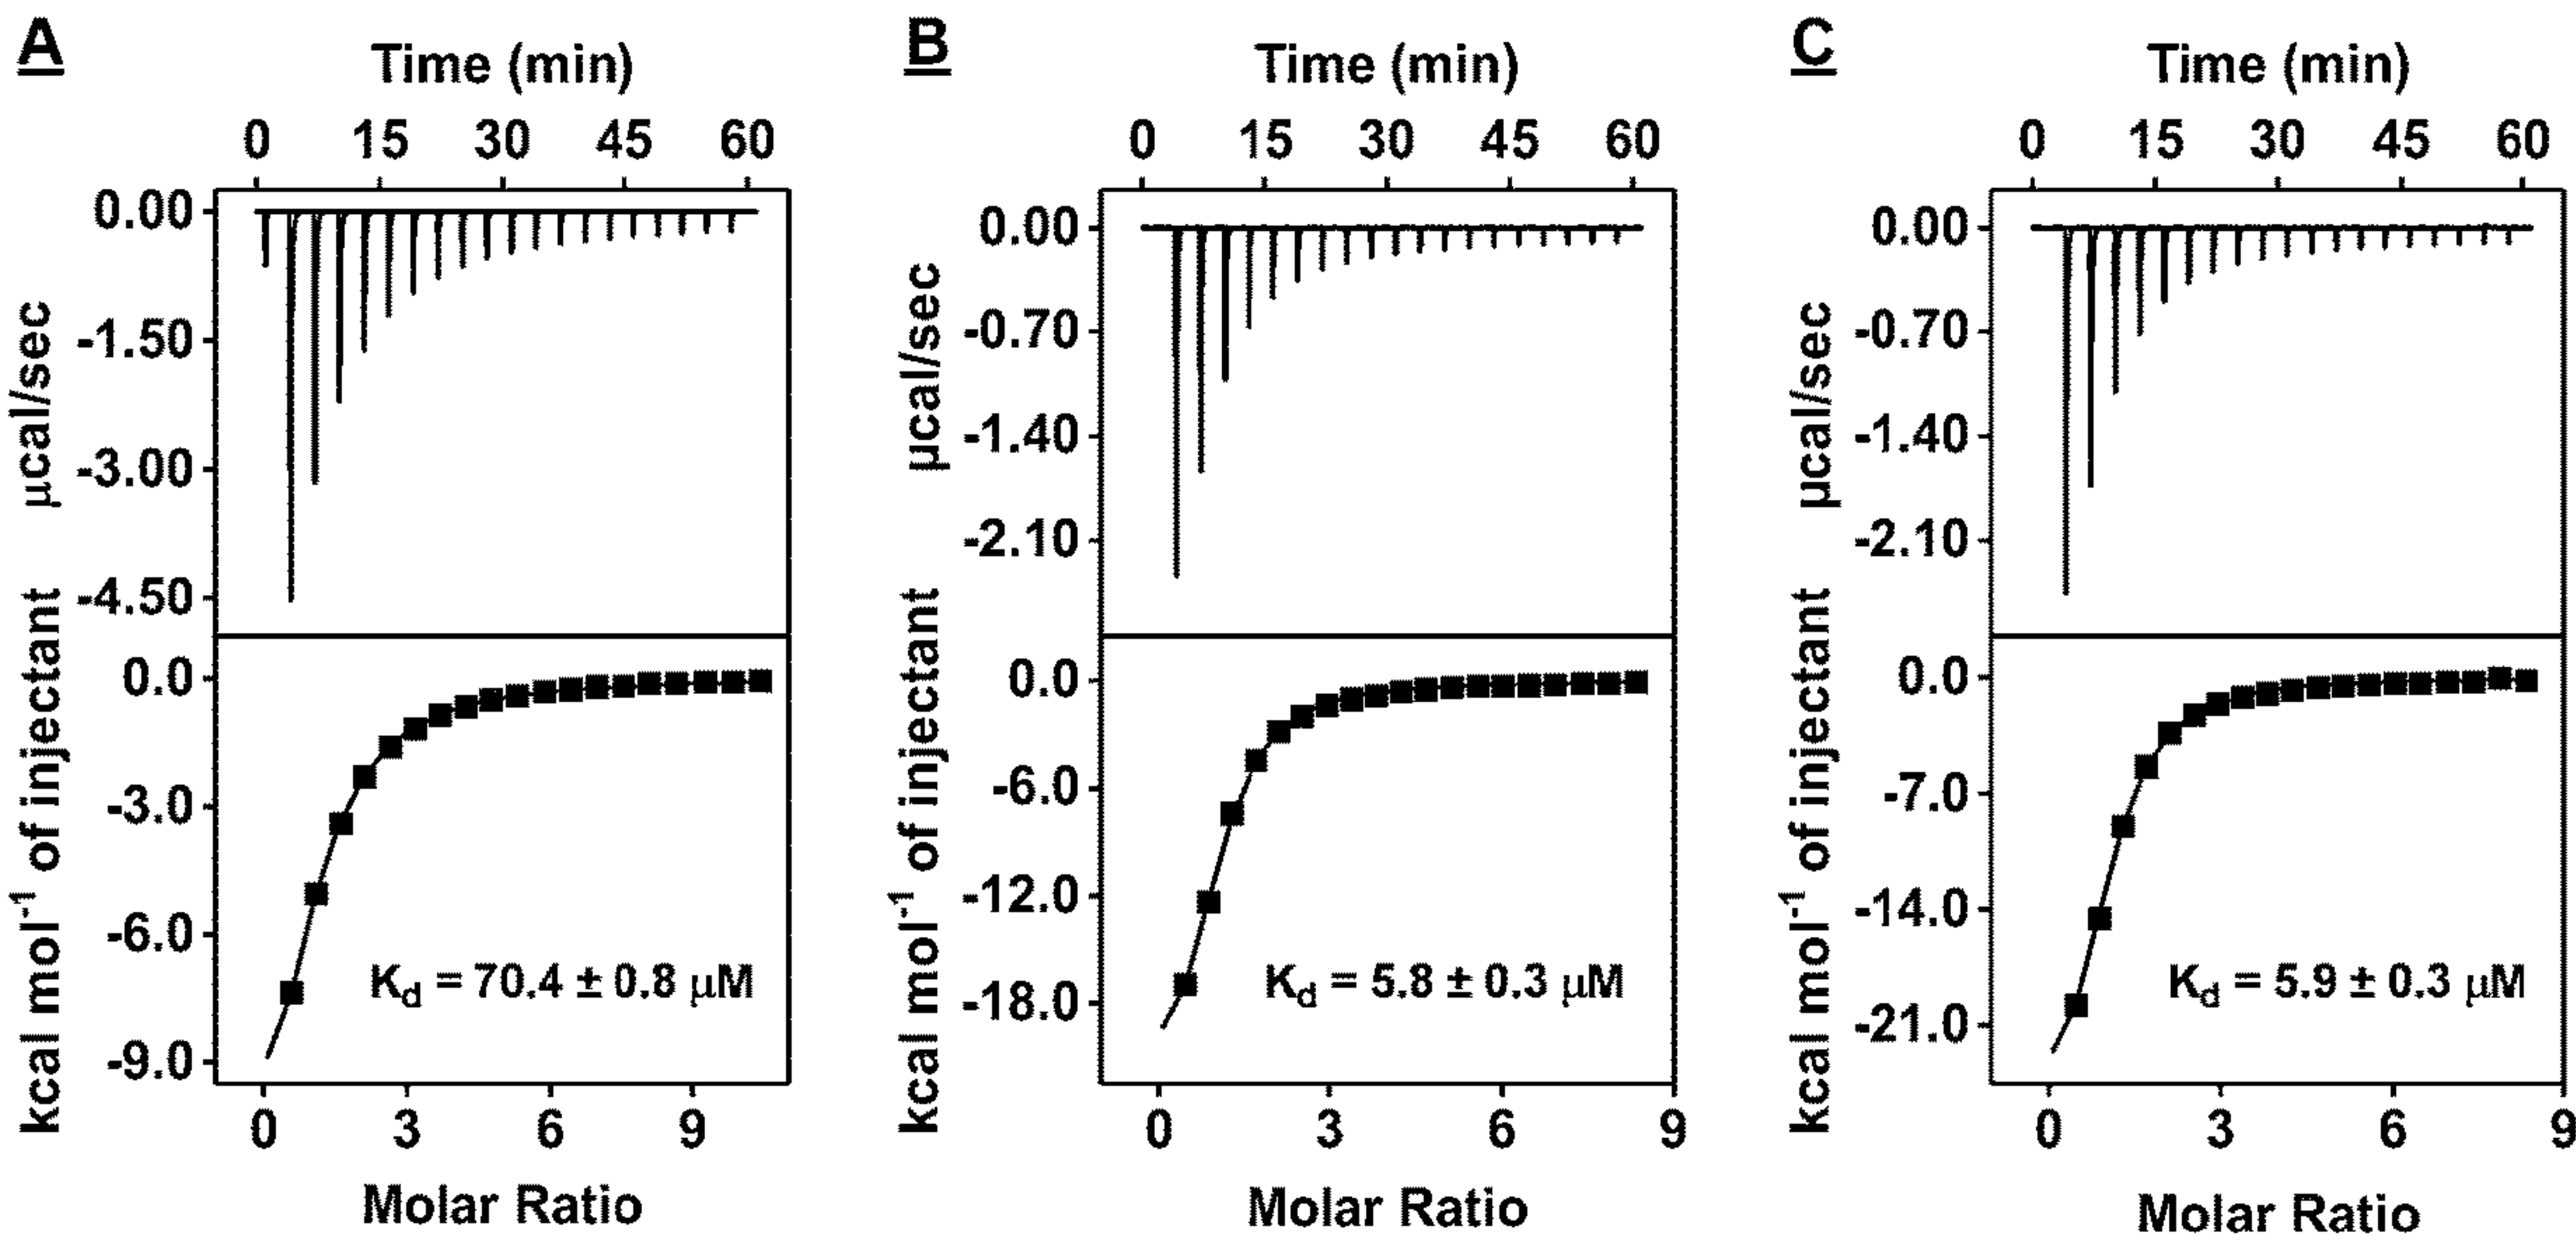 A
Time (min)
0 15 30 45 60
0.00
-1.50
-3.00
-4.50
µcal/sec
0.0
-3.0
-6.0
-9.0
kcal mol⁻¹ of injectant
K_d = 70.4 ± 0.8 µM
0 3 6 9
Molar Ratio
B
Time (min)
0 15 30 45 60
0.00
-0.70
-1.40
-2.10
µcal/sec
0.0
-6.0
-12.0
-18.0
kcal mol⁻¹ of injectant
K_d = 5.8 ± 0.3 µM
0 3 6 9
Molar Ratio
C
Time (min)
0 15 30 45 60
0.00
-0.70
-1.40
-2.10
µcal/sec
0.0
-7.0
-14.0
-21.0
kcal mol⁻¹ of injectant
K_d = 5.9 ± 0.3 µM
0 3 6 9
Molar Ratio